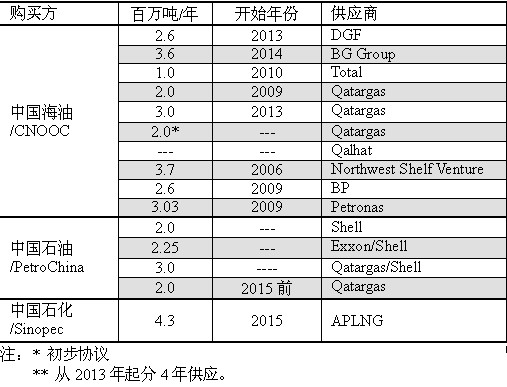 购买方 百万吨/年 开始年份 供应商
2.6 2013 DGF
3.6 2014 BG Group
1.0 2010 Total
2.0 2009 Qatargas
中国海油 3.0 2013 Qatargas
/CNOOC 2.0* --- Qatargas
--- --- Qalhat
3.7 2006 Northwest Shelf Venture
2.6 2009 BP
3.03 2009 Petronas
2.0 --- Shell
中国石油 2.25 --- Exxon/Shell
/PetroChina 3.0 ---- Qatargas/Shell
2.0 2015前 Qatargas
中国石化
/Sinopec 4.3 2015 APLNG
注：* 初步协议
** 从 2013 年起分 4 年供应。